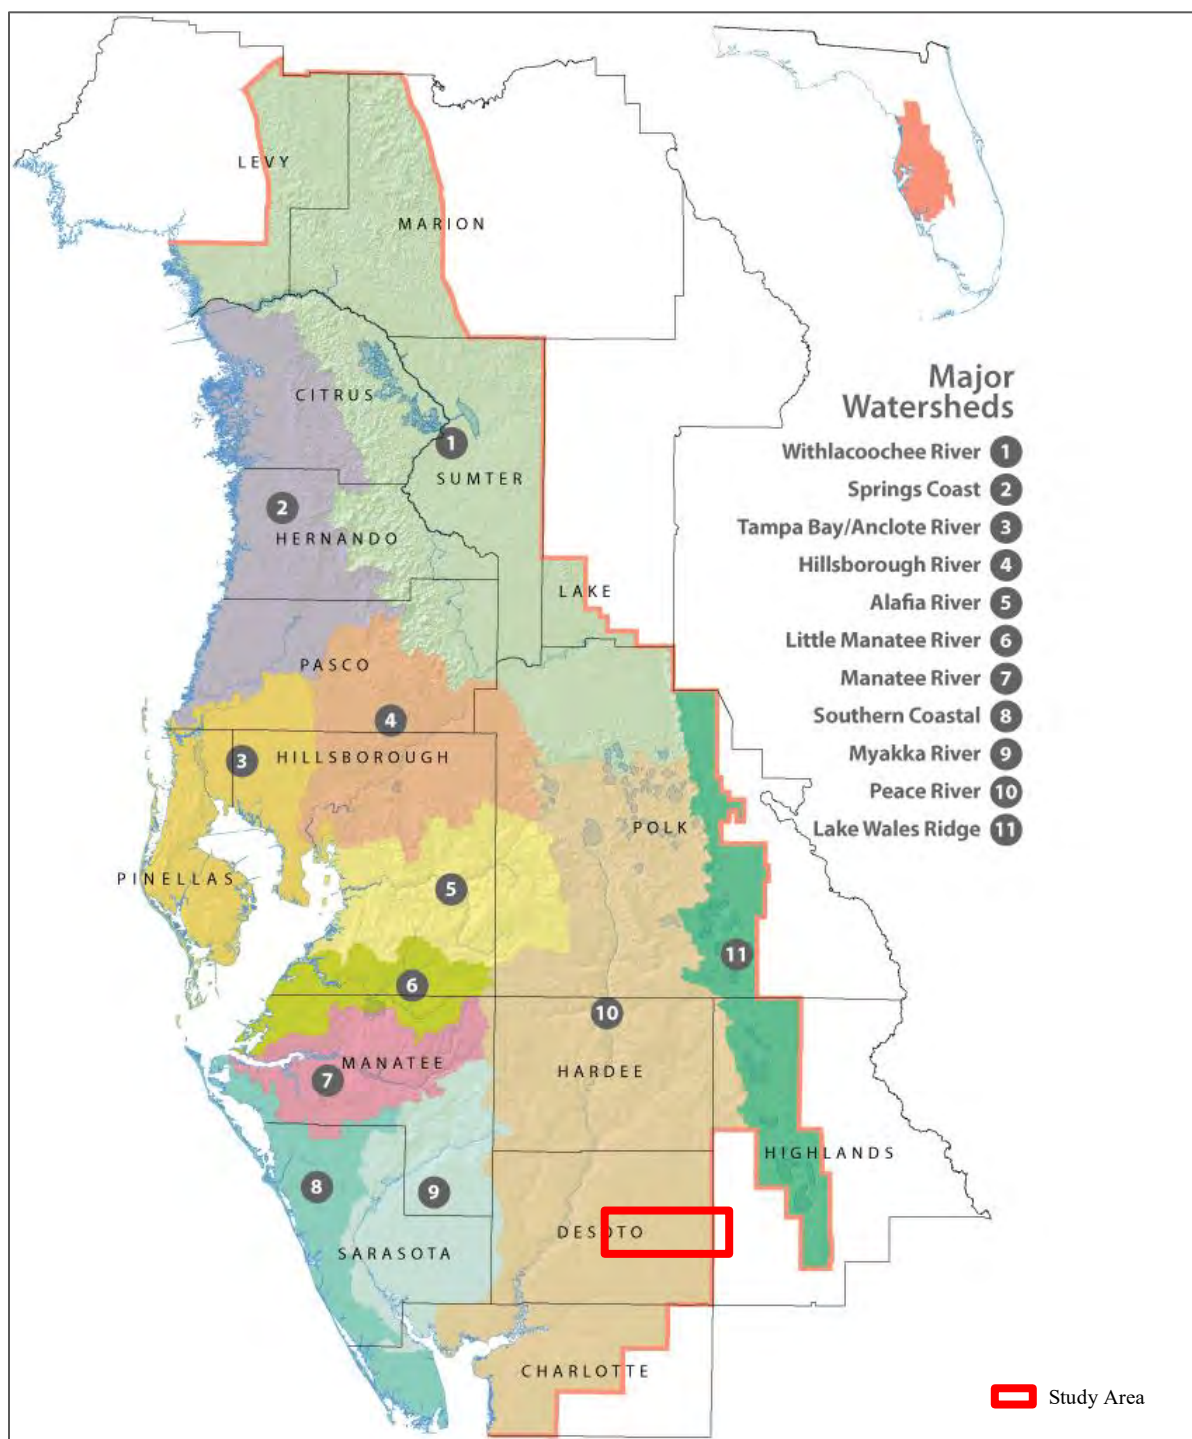 LEVY
MARION
CITRUS
1
SUMTER
2
HERNANDO
LAKE
PASCO
4
3
HILLSBOROUGH
POLK
PINELLAS
5
11
6
10
MANATEE
HARDEE
7
HIGHLANDS
8
9
DESOTO
SARASOTA
CHARLOTTE
Major
Watersheds
Withlacoochee River 1
Springs Coast 2
Tampa Bay/Anclote River 3
Hillsborough River 4
Alafia River 5
Little Manatee River 6
Manatee River 7
Southern Coastal 8
Myakka River 9
Peace River 10
Lake Wales Ridge 11
Study Area